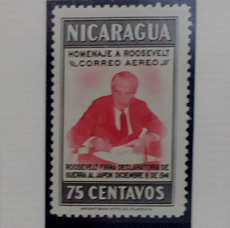 NICARAGUA
HOMENAJE A ROOSEVELT
CORREO AEREO
ROOSEVELT FIRMA DECLARATORIA DE
GUERRA AL JAPON DICIEMBRE 8 DE 1941
75 CENTAVOS